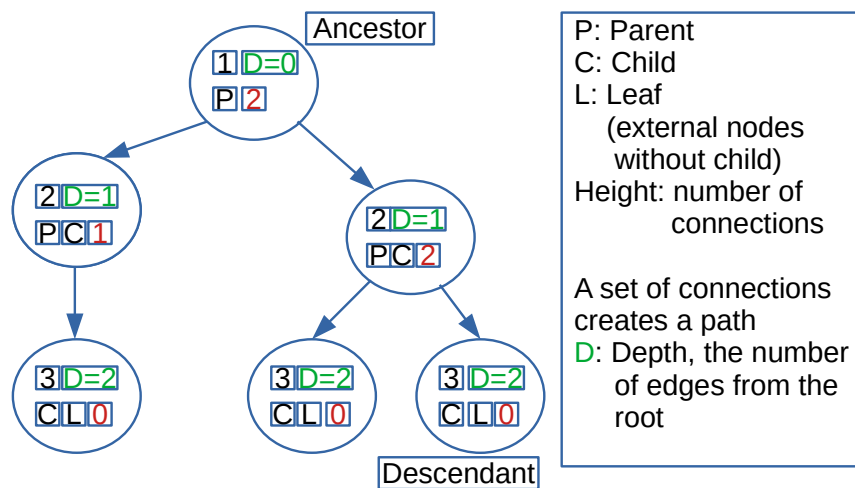 Ancestor
1 D=0
P 2
2 D=1
P C 1
2 D=1
P C 2
3 D=2
C L 0
3 D=2
C L 0
3 D=2
C L 0
Descendant
P: Parent
C: Child
L: Leaf
(external nodes
without child)
Height: number of
connections
A set of connections
creates a path
D: Depth, the number
of edges from the
root